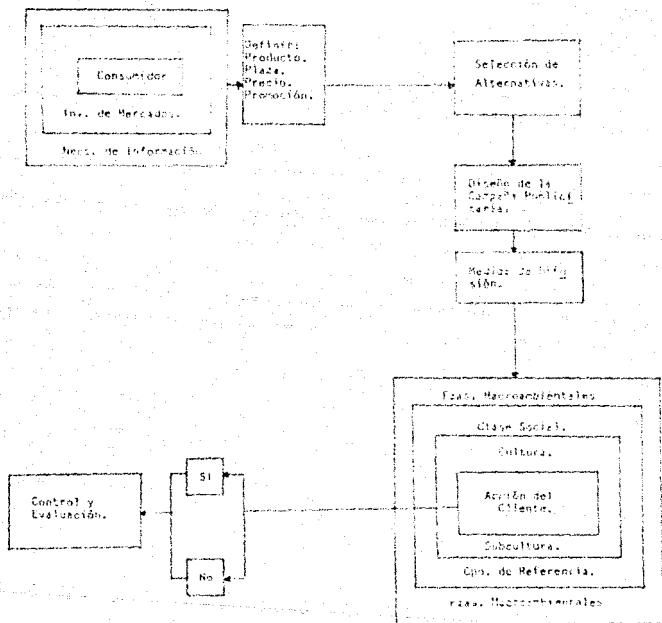 Consumidor
Inv. de Mercados.
Necs. de Información.
Definir:
Producto.
Plaza.
Precio.
Promoción.
Selección de
Alternativas.
Diseño de la
Campaña Publici
taria.
Medios de Difu
sión.
Fzas. Macroambientales
Clase Social.
Cultura.
Acción del
Cliente.
Subcultura.
Gpo. de Referencia.
Fzas.
Si
No
Control y
Evaluación.